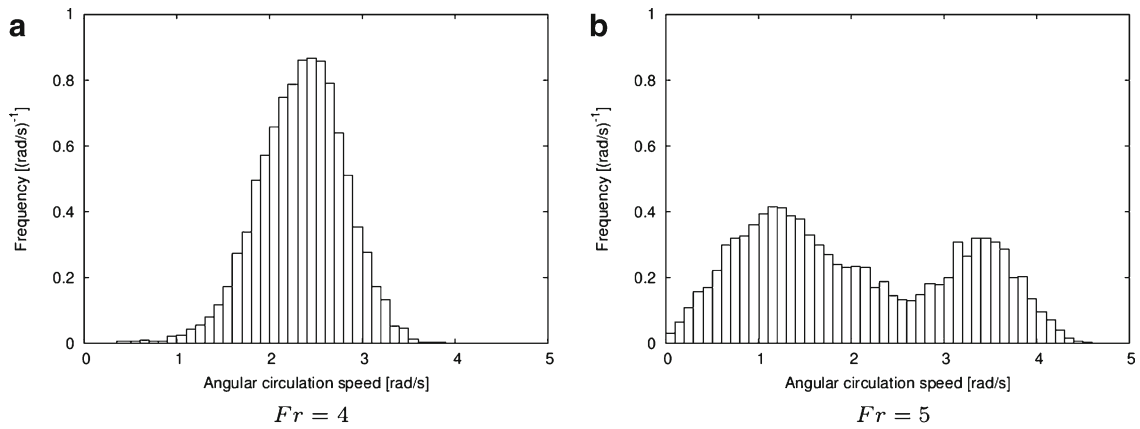 a
1
0.8
0.6
0.4
0.2
0
Frequency [(rad/s)⁻¹]
0 1 2 3 4 5
Angular circulation speed [rad/s]
Fr = 4
b
1
0.8
0.6
0.4
0.2
0
Frequency [(rad/s)⁻¹]
0 1 2 3 4 5
Angular circulation speed [rad/s]
Fr = 5